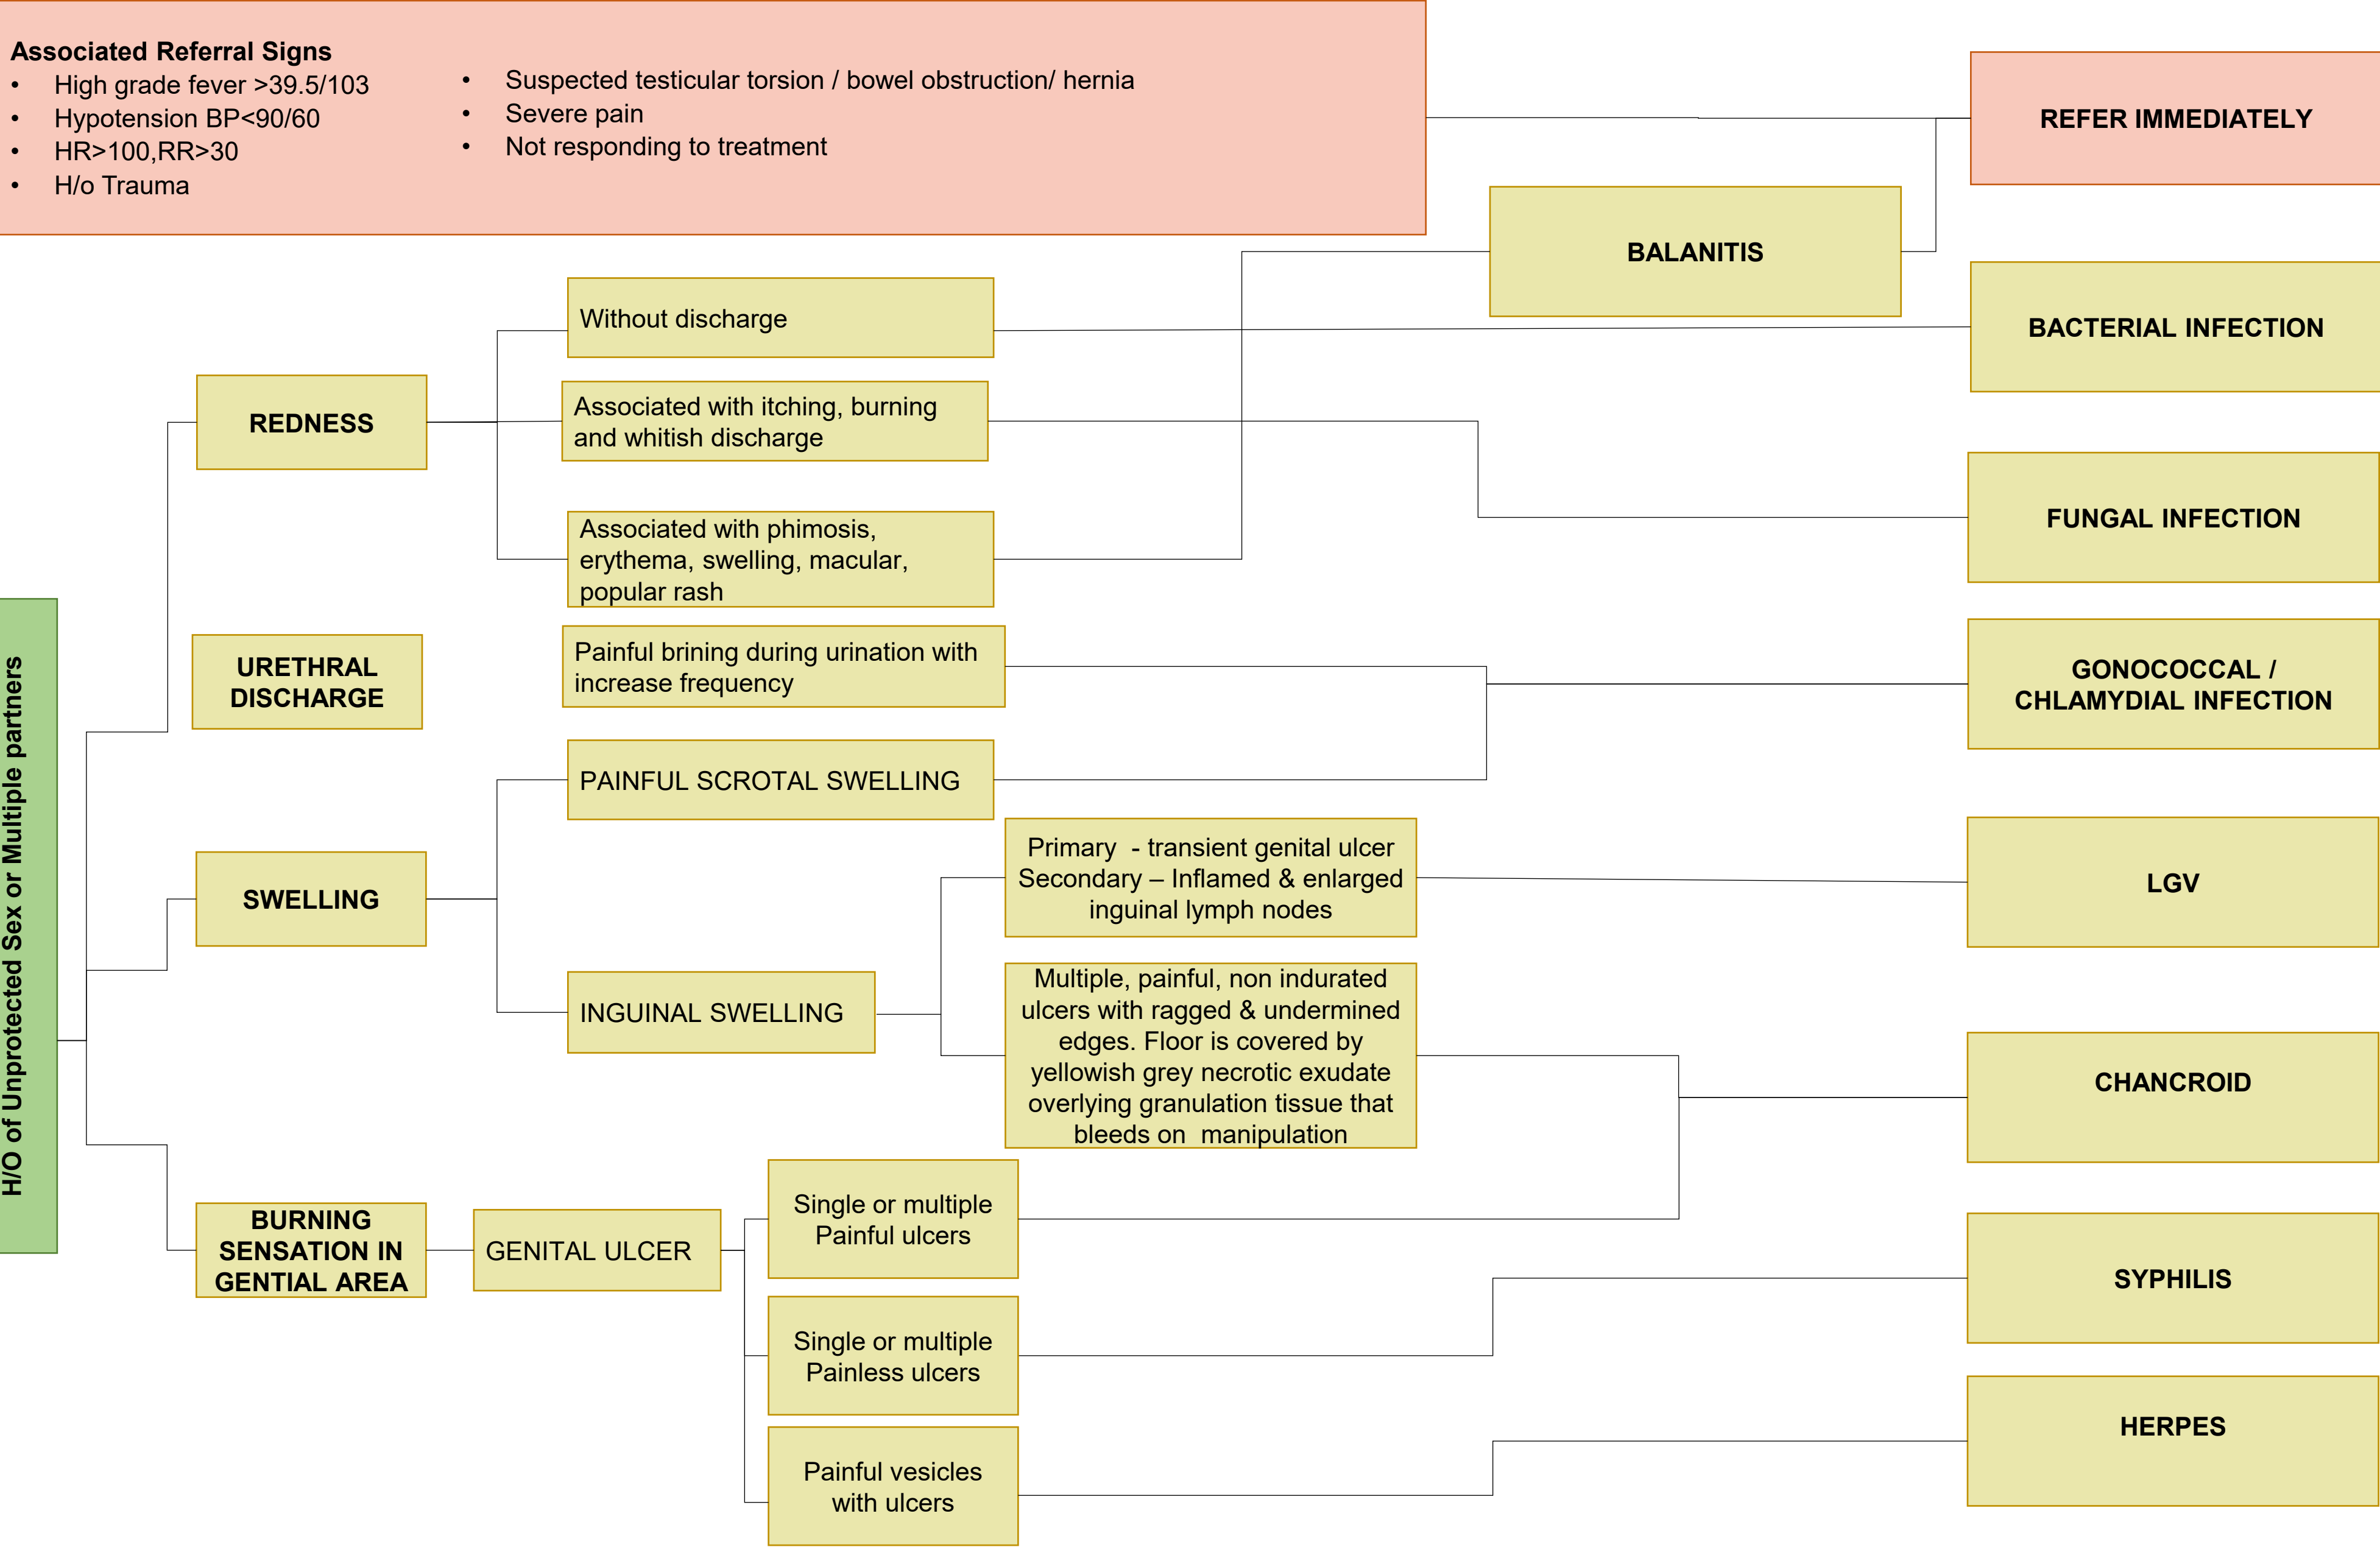 Associated Referral Signs
• High grade fever >39.5/103
• Hypotension BP<90/60
• HR>100,RR>30
• H/o Trauma
• Suspected testicular torsion / bowel obstruction/ hernia
• Severe pain
• Not responding to treatment
REFER IMMEDIATELY
BALANITIS
Without discharge
BACTERIAL INFECTION
REDNESS
Associated with itching, burning
and whitish discharge
FUNGAL INFECTION
Associated with phimosis,
erythema, swelling, macular,
popular rash
H/O of Unprotected Sex or Multiple partners
URETHRAL
DISCHARGE
Painful brining during urination with
increase frequency
GONOCOCCAL /
CHLAMYDIAL INFECTION
PAINFUL SCROTAL SWELLING
SWELLING
Primary  - transient genital ulcer
Secondary – Inflamed & enlarged
inguinal lymph nodes
LGV
INGUINAL SWELLING
Multiple, painful, non indurated
ulcers with ragged & undermined
edges. Floor is covered by
yellowish grey necrotic exudate
overlying granulation tissue that
bleeds on  manipulation
CHANCROID
BURNING
SENSATION IN
GENTIAL AREA
GENITAL ULCER
Single or multiple
Painful ulcers
Single or multiple
Painless ulcers
SYPHILIS
Painful vesicles
with ulcers
HERPES